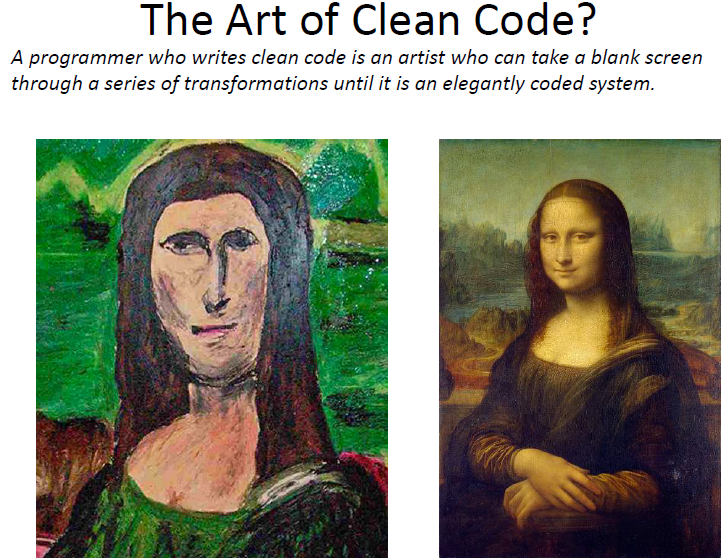 The Art of Clean Code?
A programmer who writes clean code is an artist who can take a blank screen
through a series of transformations until it is an elegantly coded system.